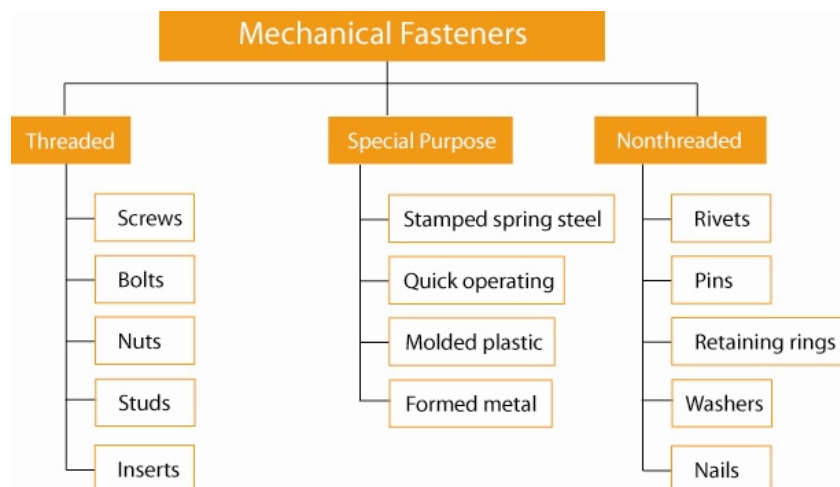 Mechanical Fasteners
Threaded
Screws
Bolts
Nuts
Studs
Inserts
Special Purpose
Stamped spring steel
Quick operating
Molded plastic
Formed metal
Nonthreaded
Rivets
Pins
Retaining rings
Washers
Nails